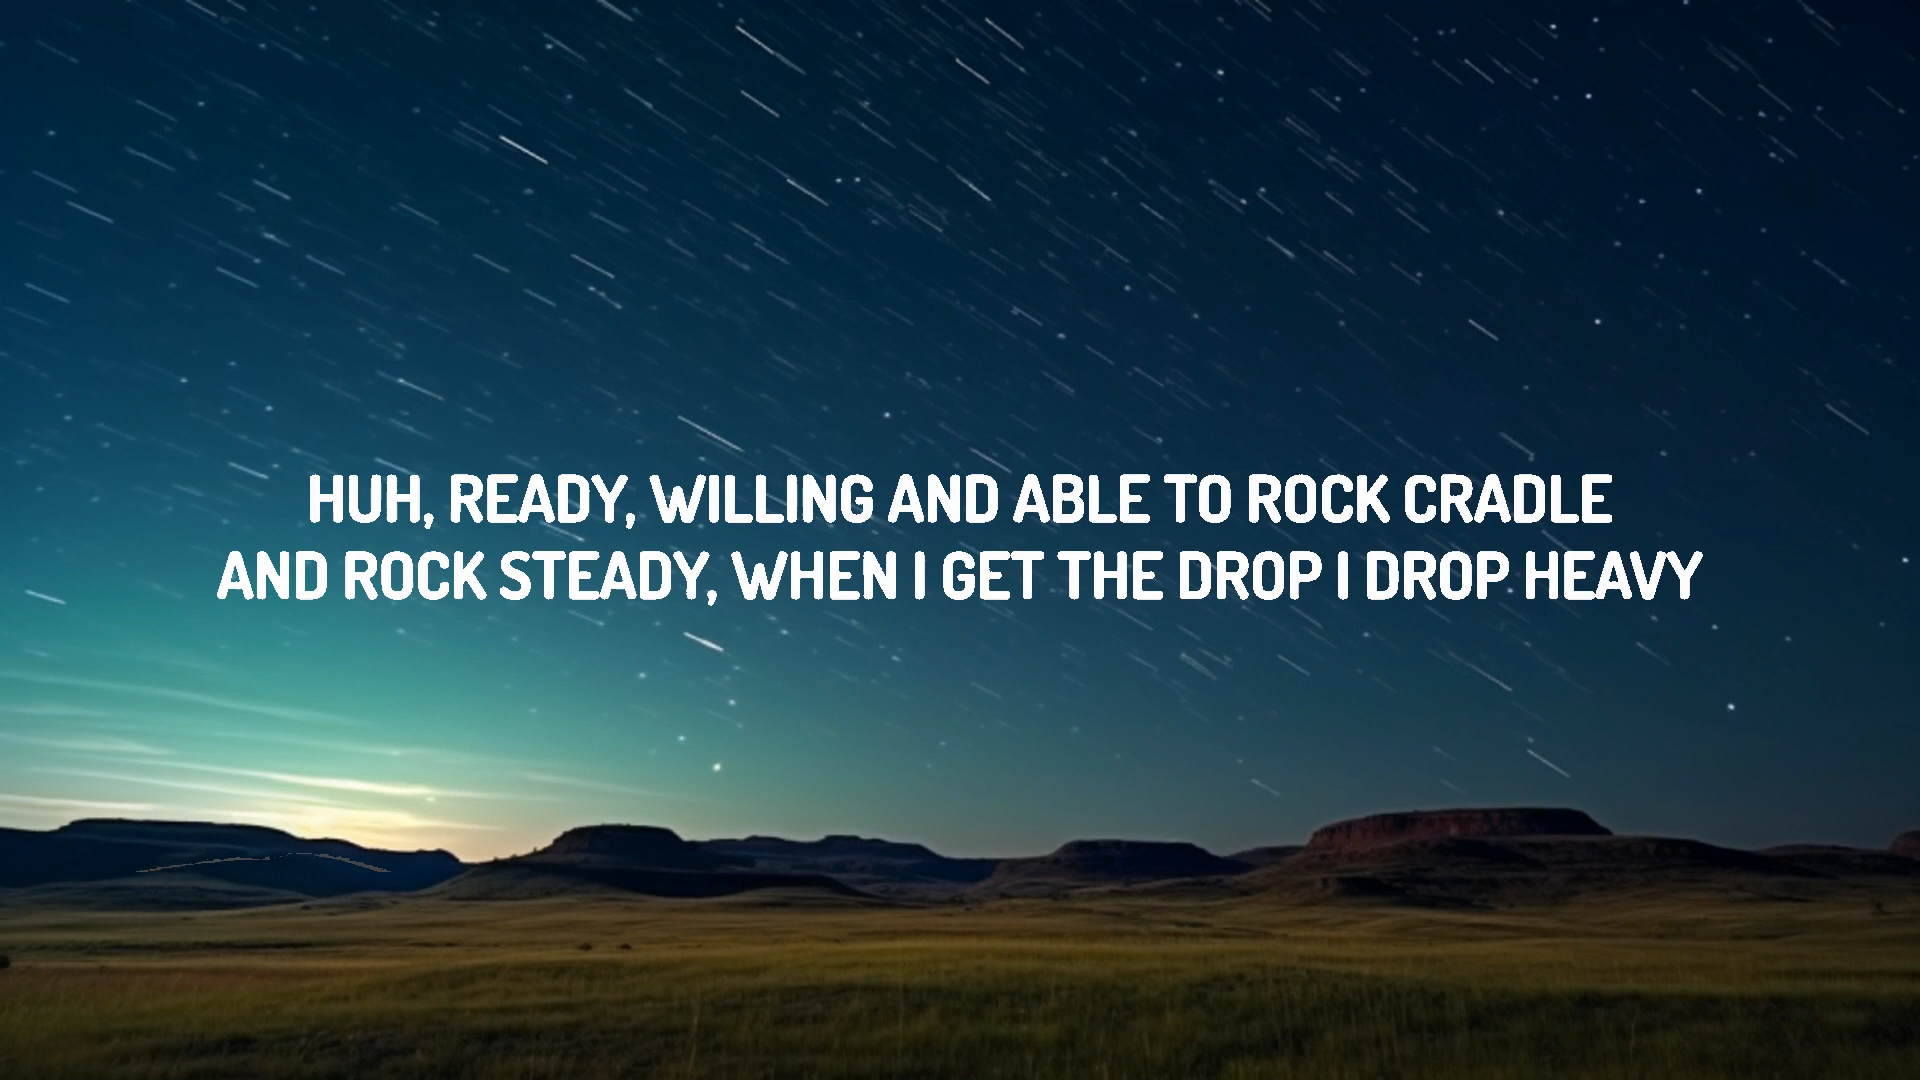 HUH, READY, WILLING AND ABLE TO ROCK CRADLE
AND ROCK STEADY, WHEN I GET THE DROP I DROP HEAVY